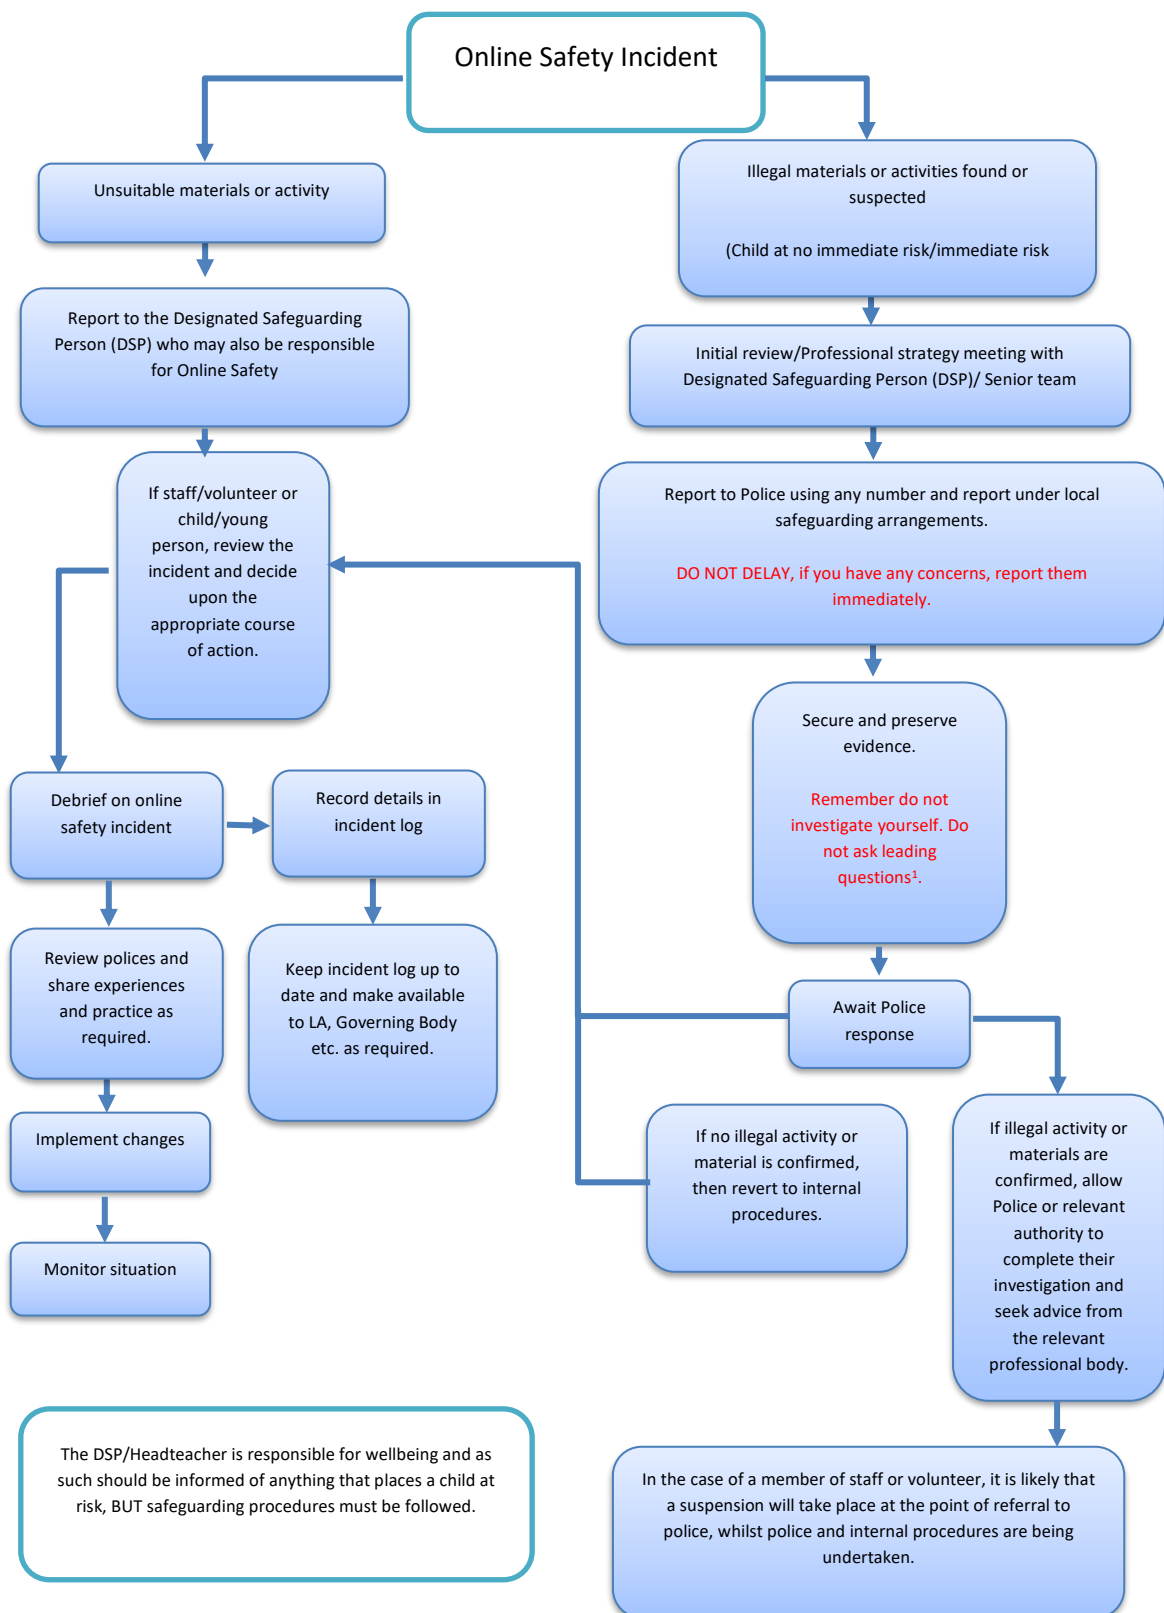 Online Safety Incident
Unsuitable materials or activity
Report to the Designated Safeguarding
Person (DSP) who may also be responsible
for Online Safety
If staff/volunteer or
child/young
person, review the
incident and decide
upon the
appropriate course
of action.
Debrief on online
safety incident
Record details in
incident log
Review polices and
share experiences
and practice as
required.
Keep incident log up to
date and make available
to LA, Governing Body
etc. as required.
Implement changes
Monitor situation
Illegal materials or activities found or
suspected
(Child at no immediate risk/immediate risk
Initial review/Professional strategy meeting with
Designated Safeguarding Person (DSP)/ Senior team
Report to Police using any number and report under local
safeguarding arrangements.
DO NOT DELAY, if you have any concerns, report them
immediately.
Secure and preserve
evidence.
Remember do not
investigate yourself. Do
not ask leading
questions¹.
Await Police
response
If no illegal activity or
material is confirmed,
then revert to internal
procedures.
If illegal activity or
materials are
confirmed, allow
Police or relevant
authority to
complete their
investigation and
seek advice from
the relevant
professional body.
In the case of a member of staff or volunteer, it is likely that
a suspension will take place at the point of referral to
police, whilst police and internal procedures are being
undertaken.
The DSP/Headteacher is responsible for wellbeing and as
such should be informed of anything that places a child at
risk, BUT safeguarding procedures must be followed.